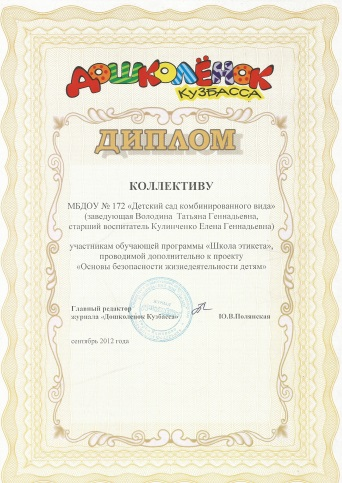 ДОШКОЛЁНОК
КУЗБАССА
ДИПЛОМ
КОЛЛЕКТИВУ
МБДОУ № 172 «Детский сад комбинированного вида»
(заведующая Володина Татьяна Геннадьевна,
старший воспитатель Кулинченко Елена Геннадьевна)
участникам обучающей программы «Школа этикета»,
проводимой дополнительно к проекту
«Основы безопасности жизнедеятельности детям»
Главный редактор
журнала «Дошколёнок Кузбасса» Ю.В.Полянская
сентябрь 2012 года